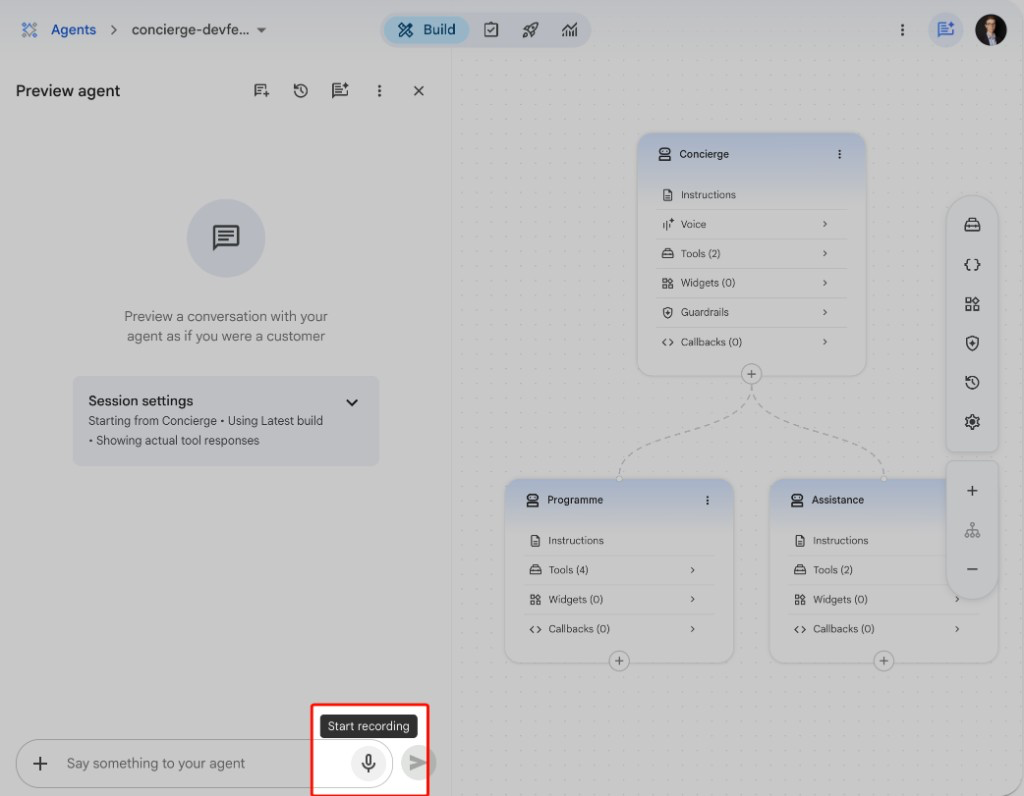 Agents
concierge-devfe...
Build
Preview agent
Preview a conversation with your
agent as if you were a customer
Session settings
Starting from Concierge • Using Latest build
• Showing actual tool responses
Start recording
Say something to your agent
Concierge
Instructions
Voice
Tools (2)
Widgets (0)
Guardrails
Callbacks (0)
Programme
Instructions
Tools (4)
Widgets (0)
Callbacks (0)
Assistance
Instructions
Tools (2)
Widgets (0)
Callbacks (0)